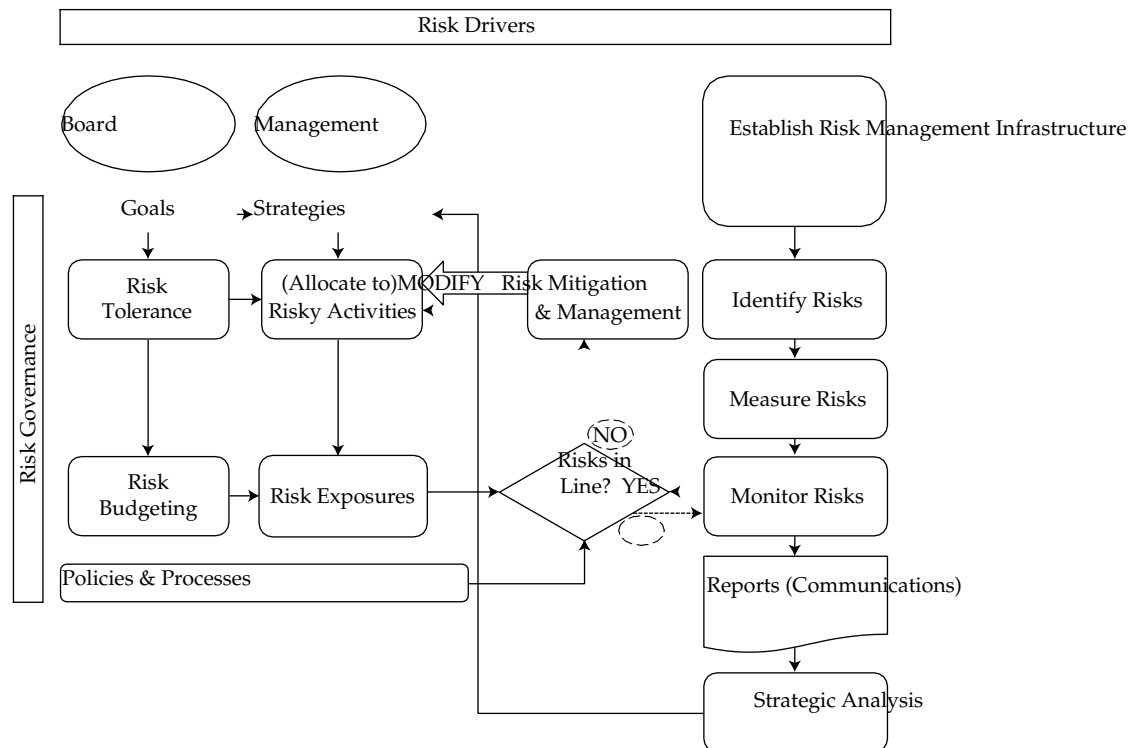 Risk Drivers
Board
Management
Establish Risk Management Infrastructure
Goals
Strategies
Risk
Tolerance
(Allocate to)MODIFY Risk Mitigation
Risky Activities
& Management
Identify Risks
Measure Risks
Risk Governance
NO
Risks in
Line? YES
Risk
Budgeting
Risk Exposures
Monitor Risks
Policies & Processes
Reports (Communications)
Strategic Analysis